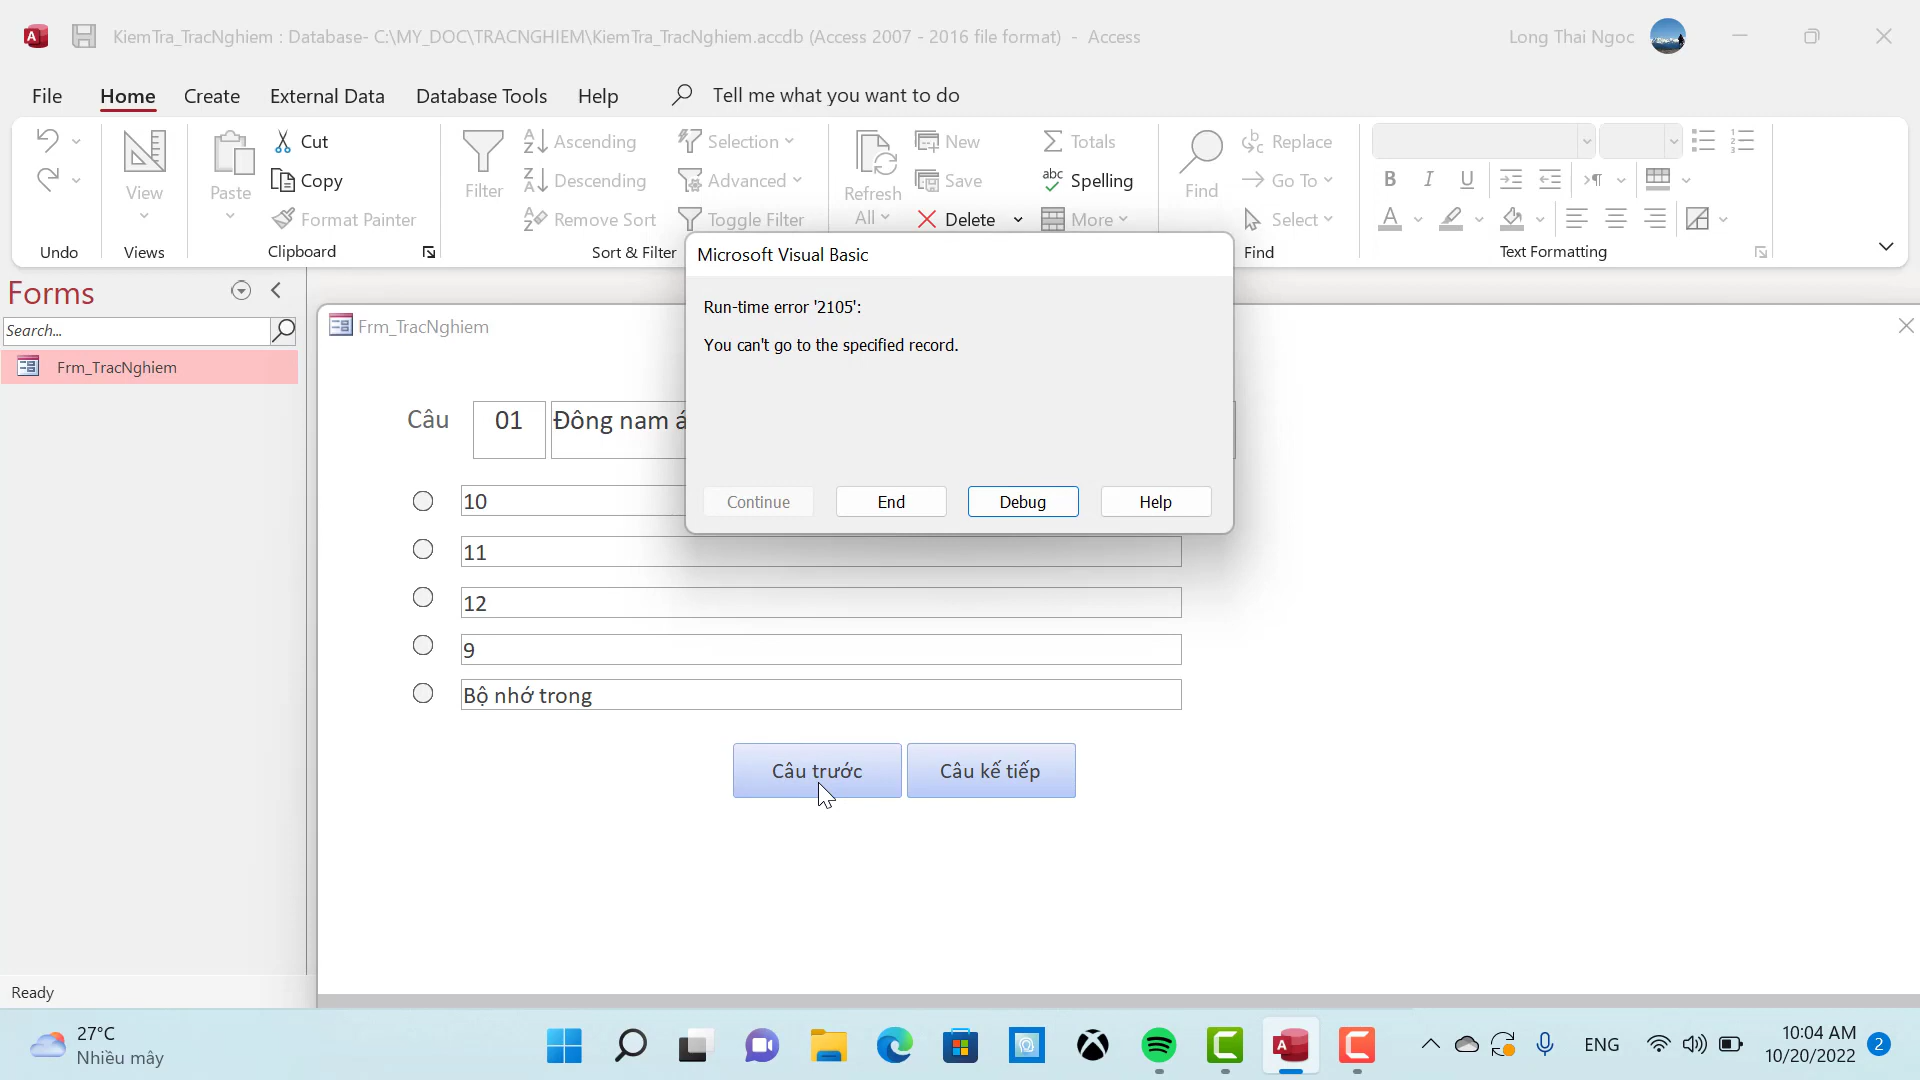 KiemTra_TracNghiem : Database- C:\MY_DOC\TRACNGHIEM\KiemTra_TracNghiem.accdb (Access 2007 - 2016 file format) - Access
Long Thai Ngoc
File Home Create External Data Database Tools Help Tell me what you want to do
Undo
View
Views
Paste
Cut
Copy
Format Painter
Clipboard
Filter
Ascending
Descending
Remove Sort
Selection
Advanced
Toggle Filter
Sort & Filter
Refresh
All
New
Save
Delete
Totals
Spelling
More
Find
Replace
Go To
Select
Find
B I U
Text Formatting
Forms
Search...
Frm_TracNghiem
Frm_TracNghiem
Microsoft Visual Basic
Run-time error '2105':
You can't go to the specified record.
Continue End Debug Help
Câu 01 Đông nam á
10
11
12
9
Bộ nhớ trong
Câu trước Câu kế tiếp
Ready
27°C
Nhiều mây
ENG
10:04 AM
10/20/2022
2